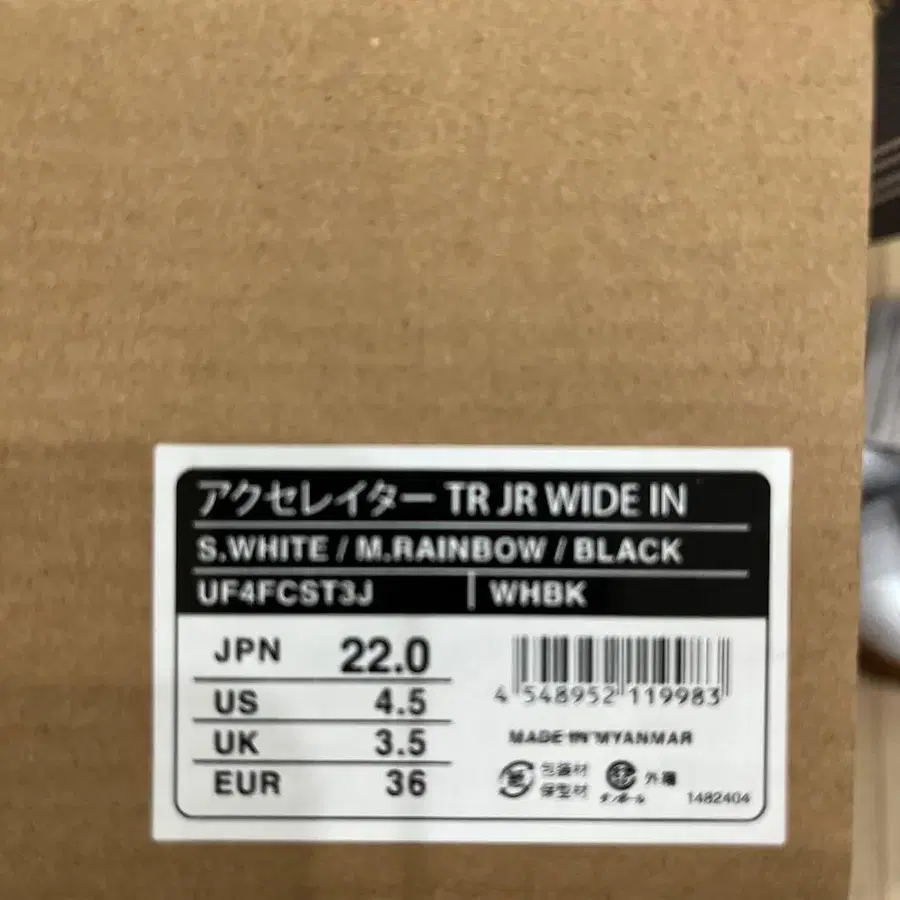 アクセレイター TR JR WIDE IN
S.WHITE / M.RAINBOW / BLACK
UF4FCST3J | WHBK
JPN 22.0
US 4.5
UK 3.5
EUR 36
4 548952 119983
MADE IN MYANMAR
包装材
保型材
ダンボール
外箱
1482404